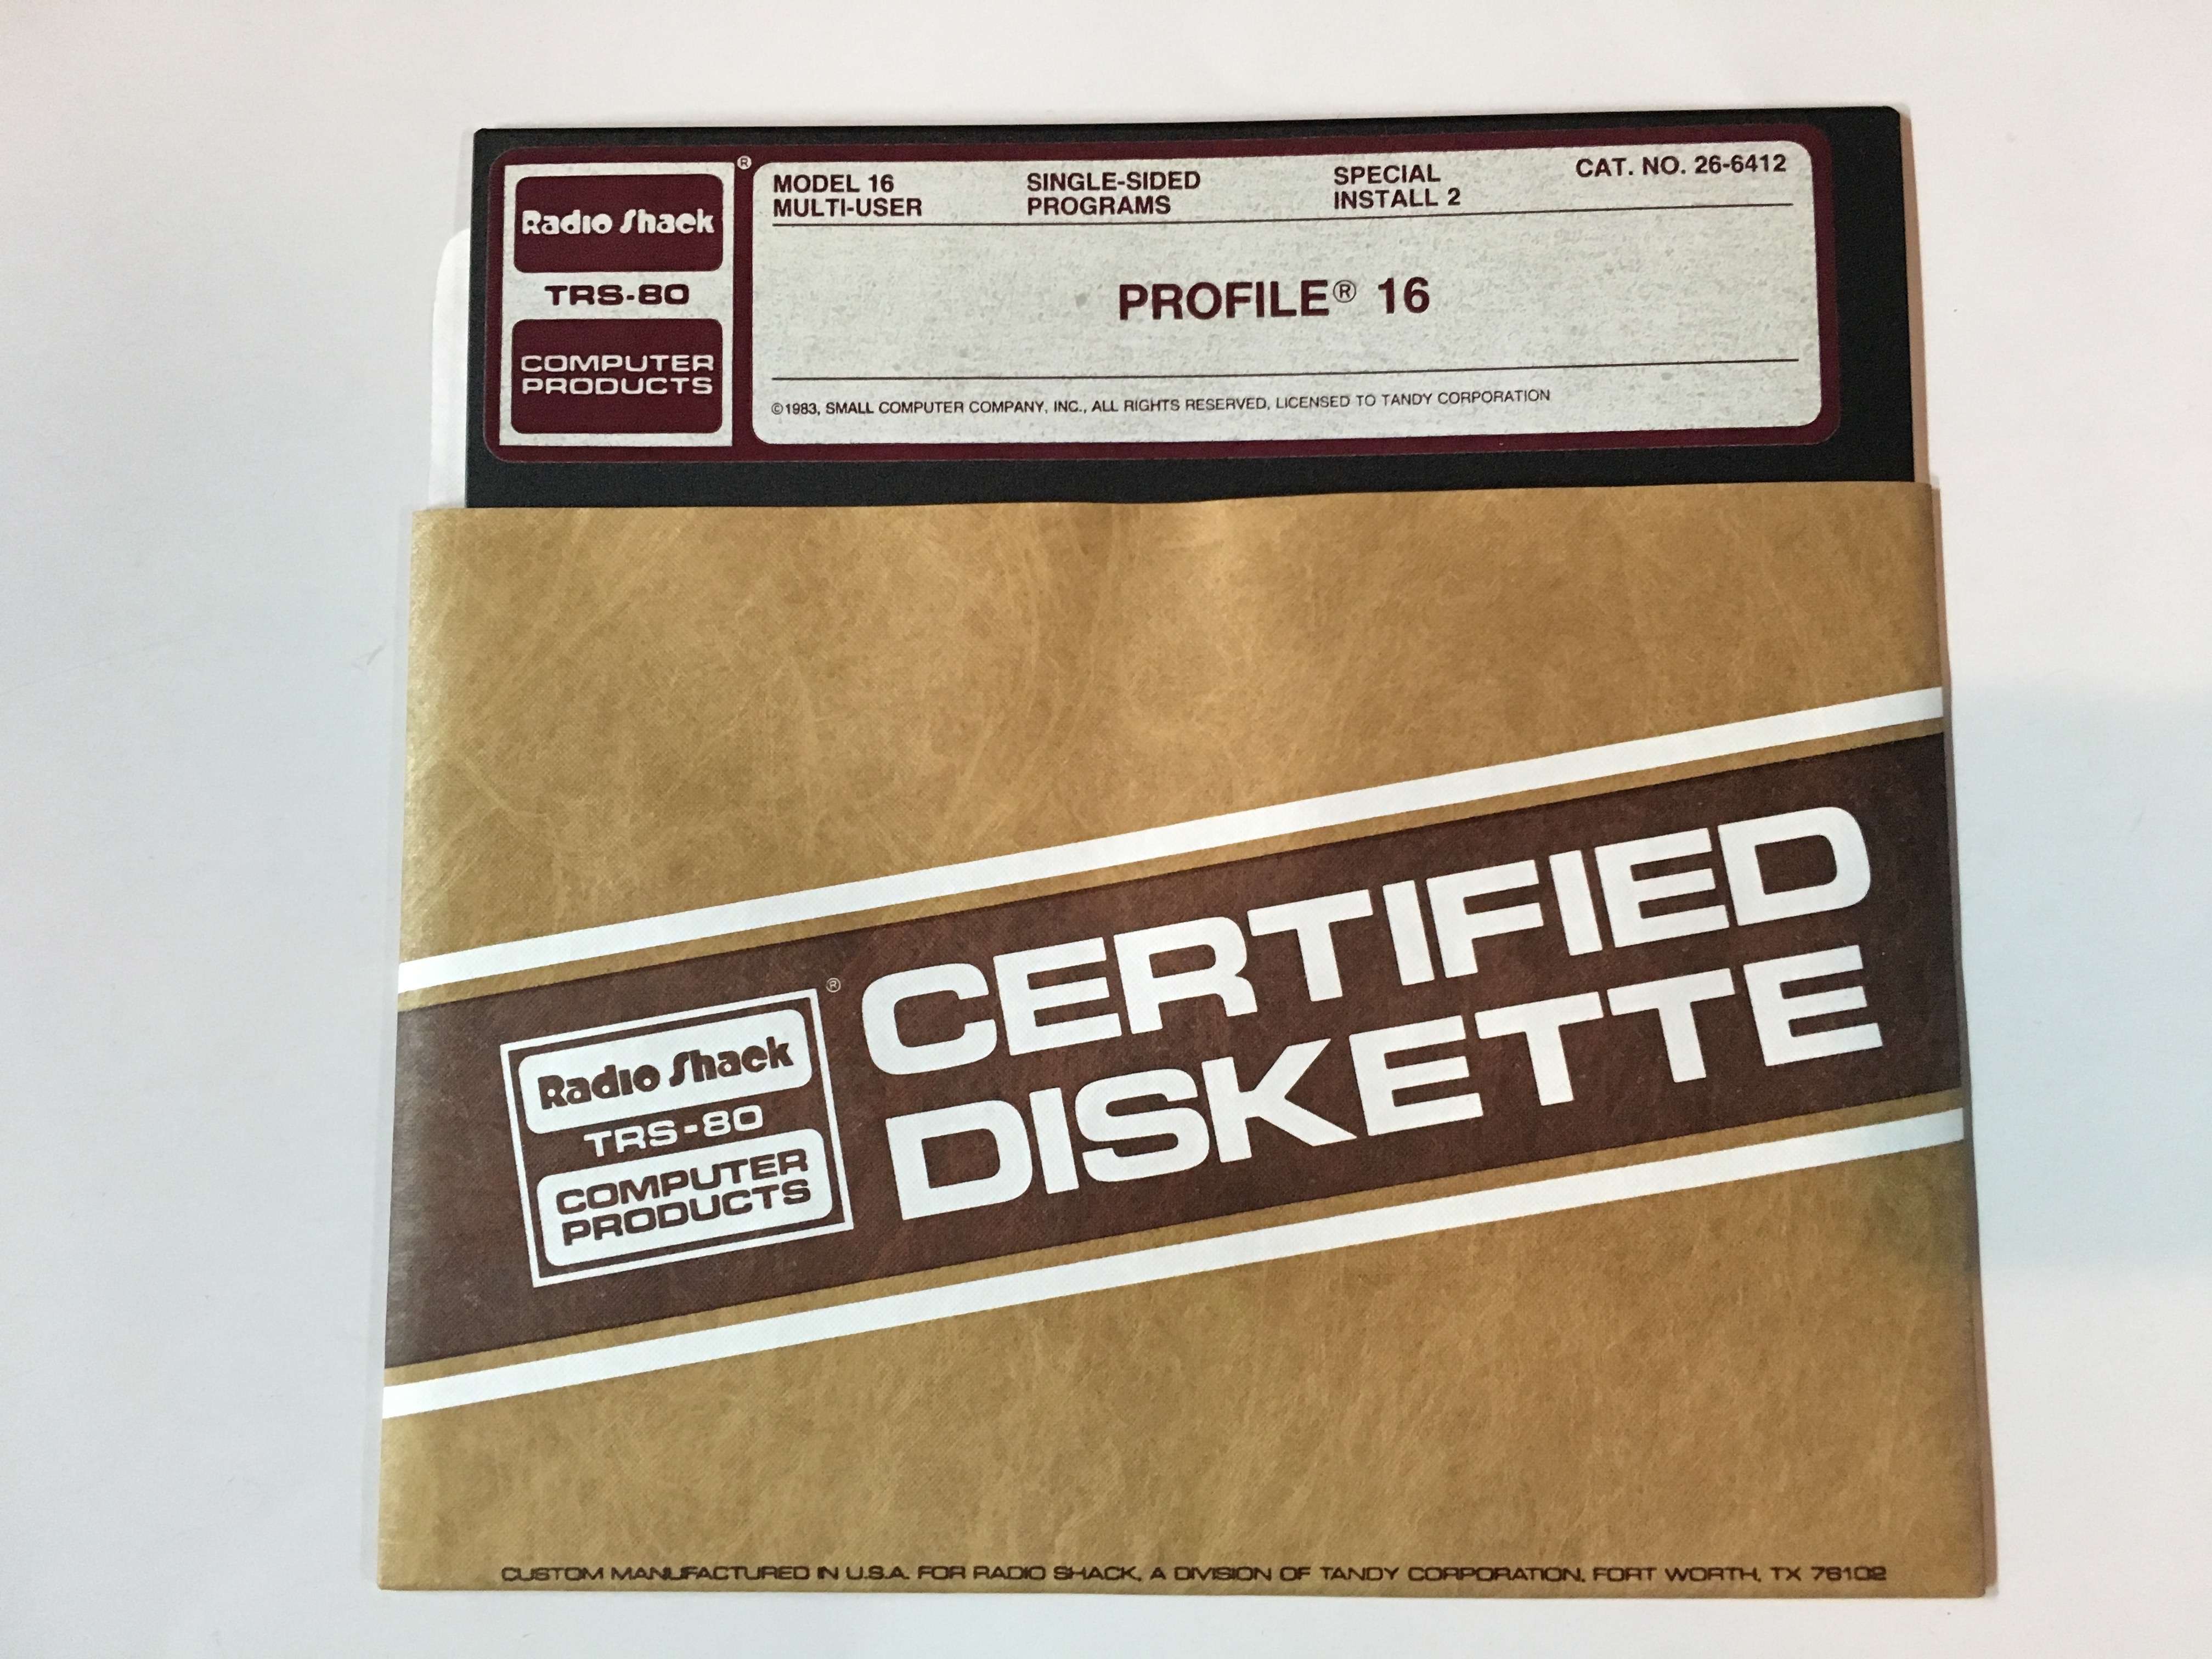 Radio Shack ®
TRS-80
COMPUTER
PRODUCTS
MODEL 16
MULTI-USER
SINGLE-SIDED
PROGRAMS
SPECIAL
INSTALL 2
CAT. NO. 26-6412
PROFILE® 16
©1983, SMALL COMPUTER COMPANY, INC., ALL RIGHTS RESERVED, LICENSED TO TANDY CORPORATION
Radio Shack ®
TRS-80
COMPUTER
PRODUCTS
CERTIFIED
DISKETTE
CUSTOM MANUFACTURED IN U.S.A. FOR RADIO SHACK, A DIVISION OF TANDY CORPORATION, FORT WORTH, TX 76102